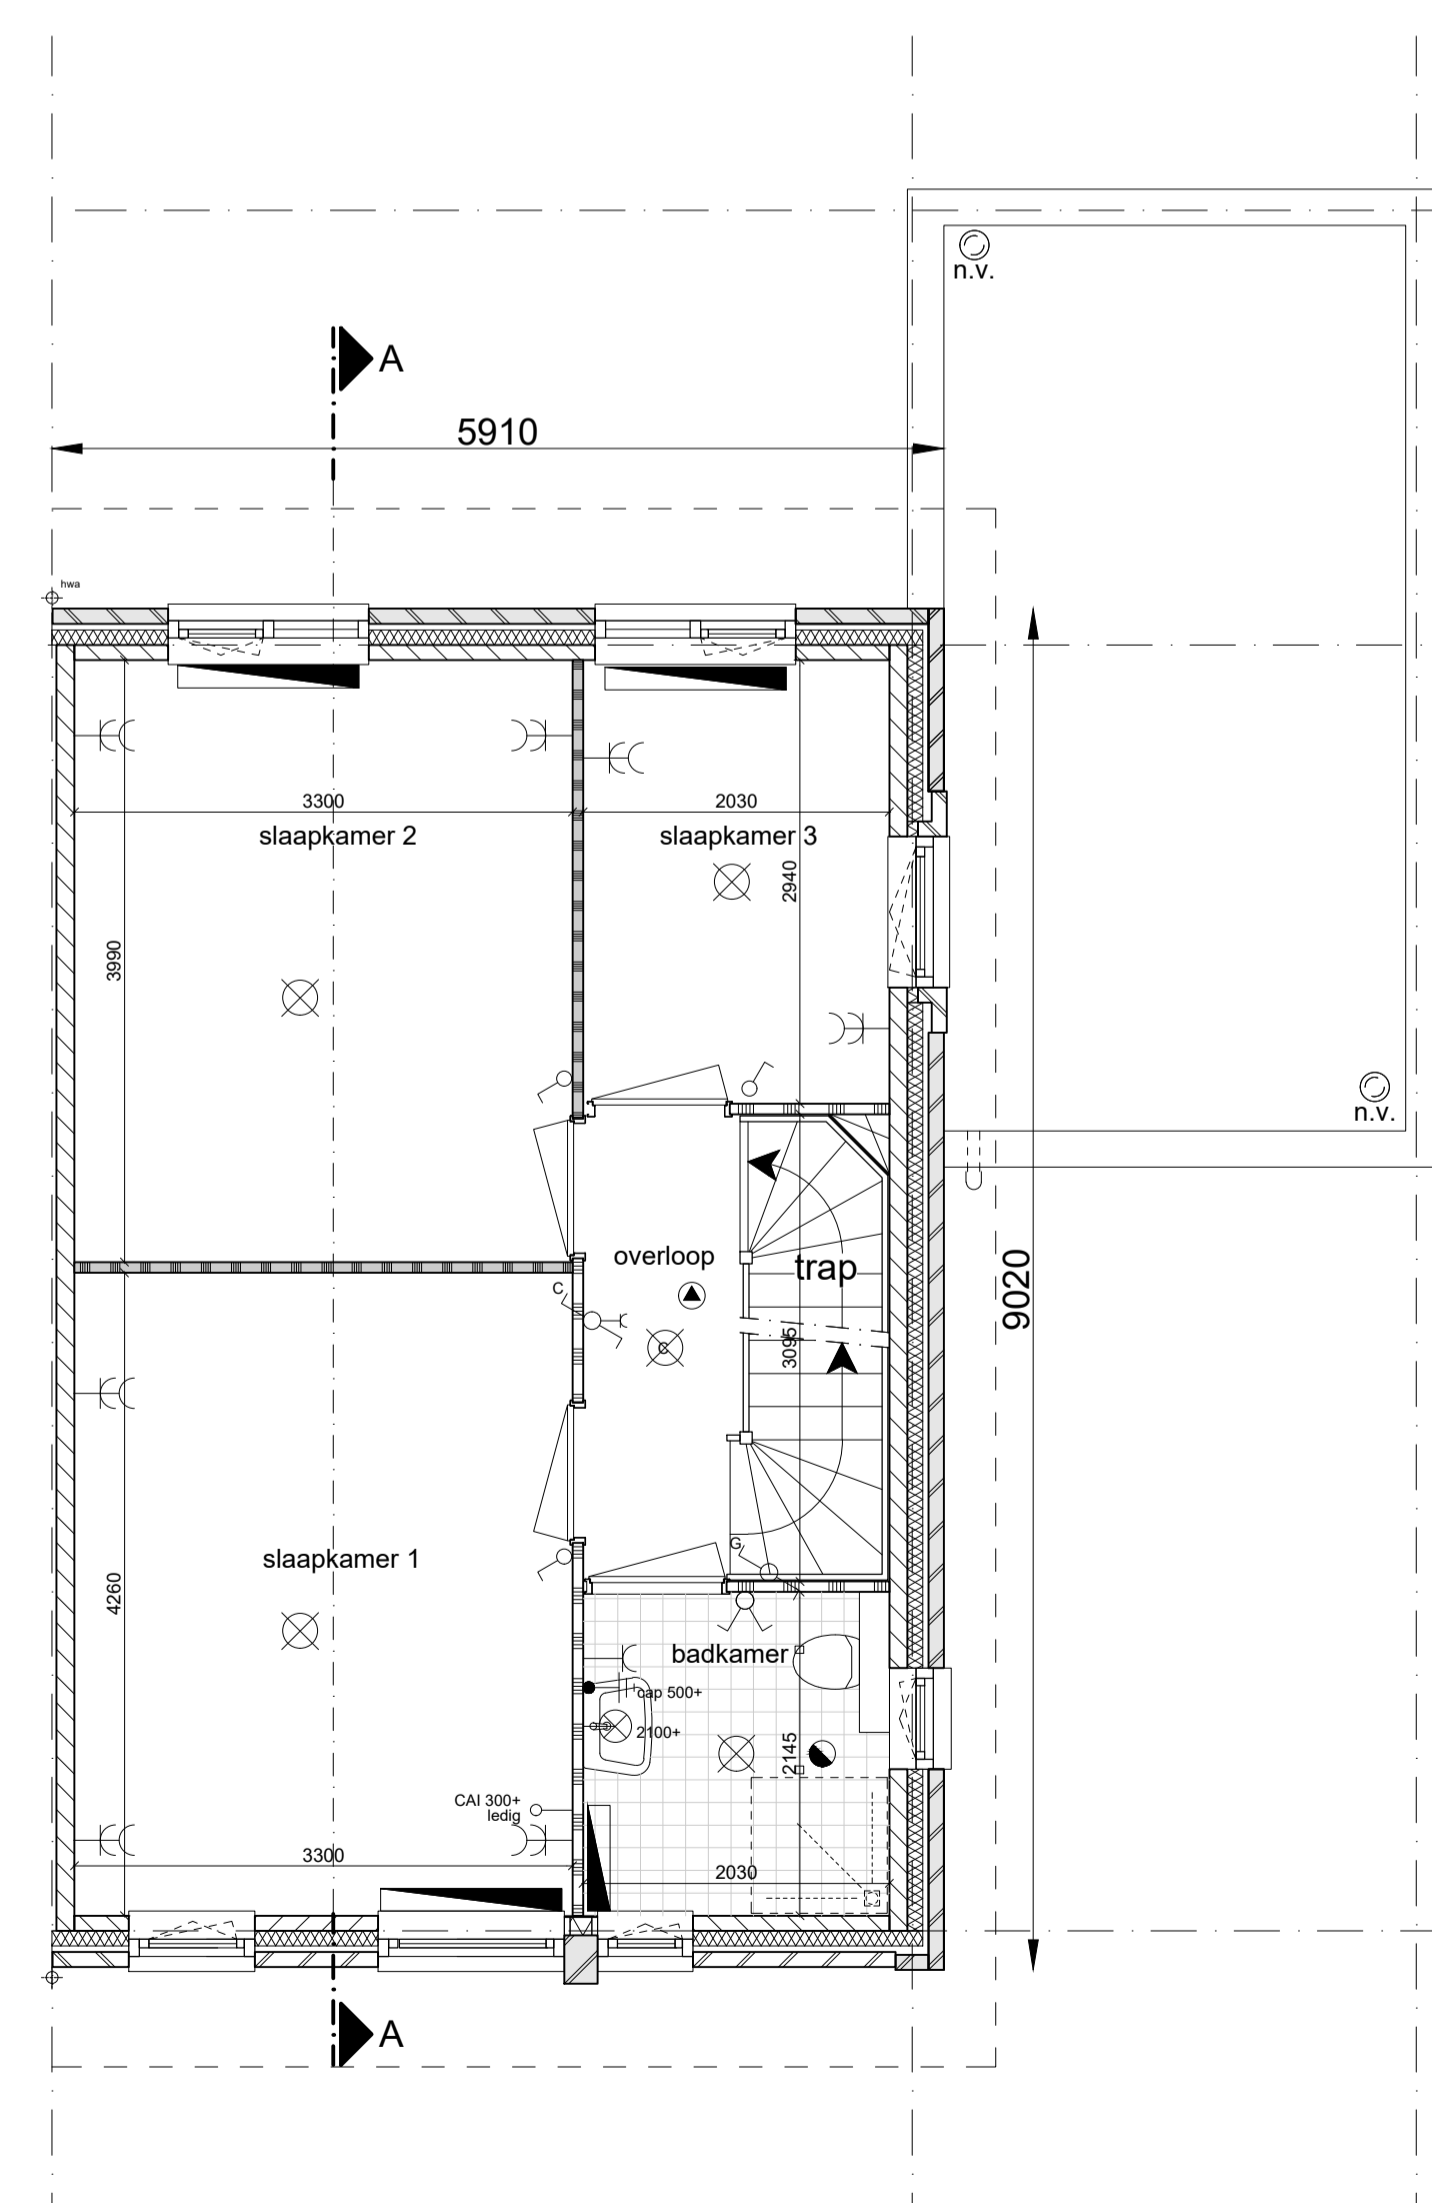 n.v.
A
5910
hwa
3300
2030
slaapkamer 2
slaapkamer 3
2940
3990
n.v.
overloop
trap
9020
C
3095
C
G
slaapkamer 1
4260
badkamer
cap 500+
2100+
2145
CAI 300+
ledig
3300
2030
A